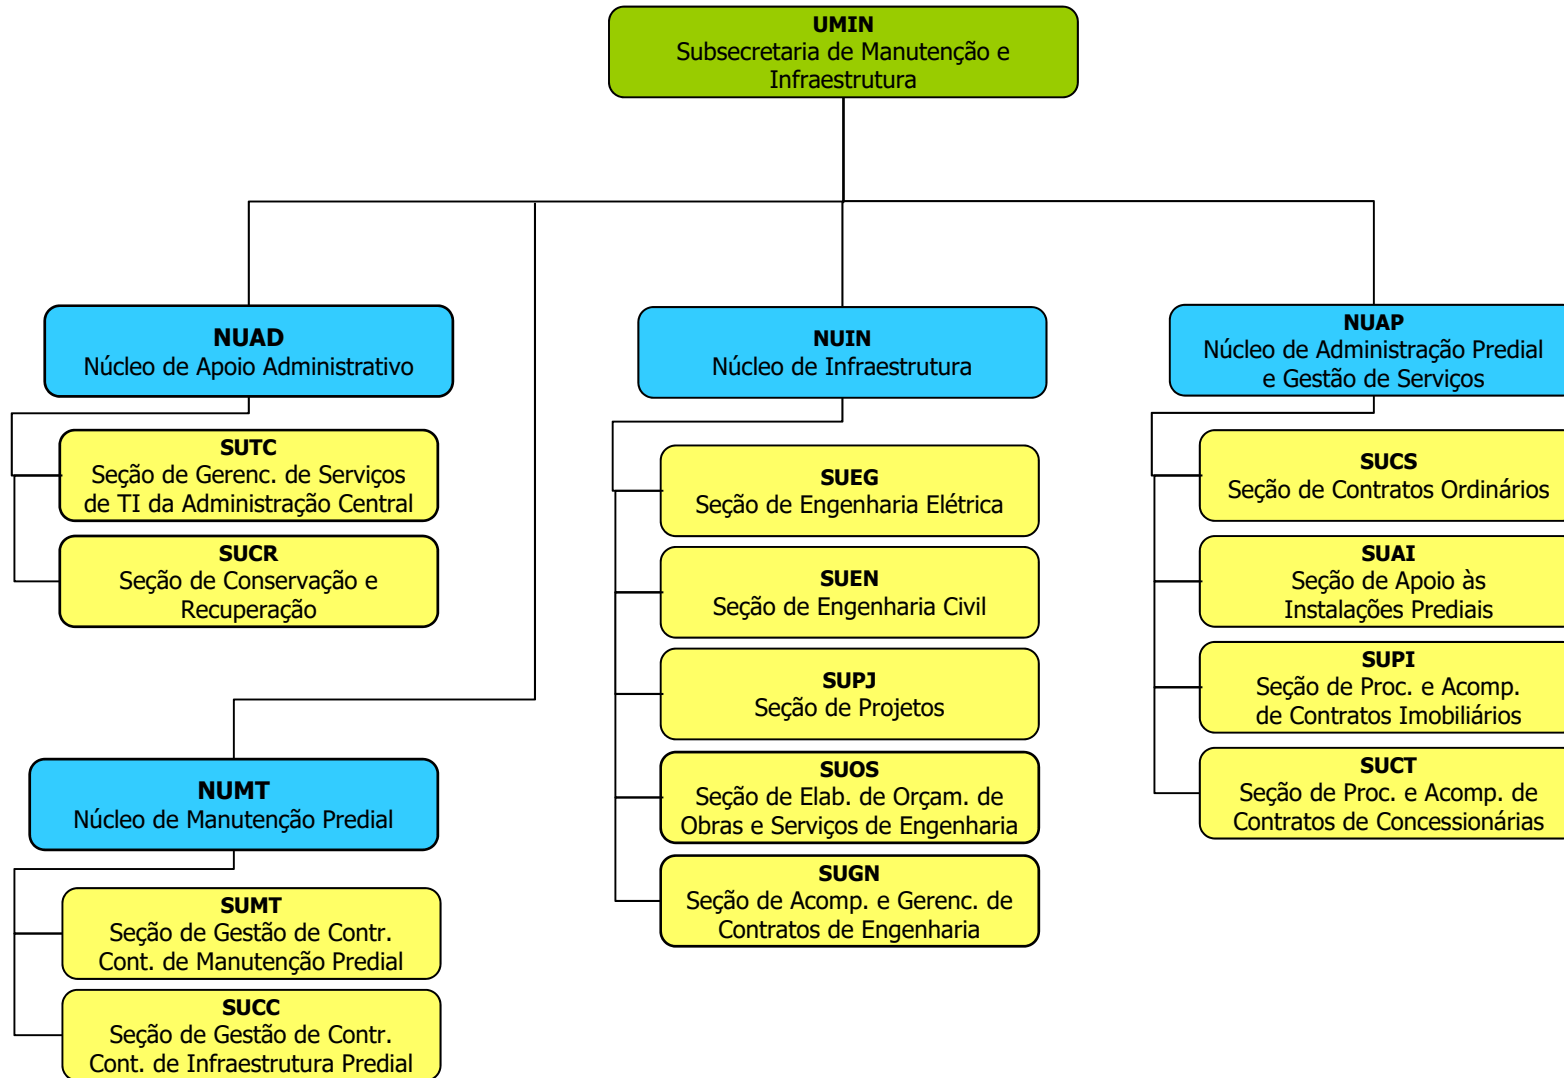 UMIN
Subsecretaria de Manutenção e
Infraestrutura
NUAD
Núcleo de Apoio Administrativo
SUTC
Seção de Gerenc. de Serviços
de TI da Administração Central
SUCR
Seção de Conservação e
Recuperação
NUMT
Núcleo de Manutenção Predial
SUMT
Seção de Gestão de Contr.
Cont. de Manutenção Predial
SUCC
Seção de Gestão de Contr.
Cont. de Infraestrutura Predial
NUIN
Núcleo de Infraestrutura
SUEG
Seção de Engenharia Elétrica
SUEN
Seção de Engenharia Civil
SUPJ
Seção de Projetos
SUOS
Seção de Elab. de Orçam. de
Obras e Serviços de Engenharia
SUGN
Seção de Acomp. e Gerenc. de
Contratos de Engenharia
NUAP
Núcleo de Administração Predial
e Gestão de Serviços
SUCS
Seção de Contratos Ordinários
SUAI
Seção de Apoio às
Instalações Prediais
SUPI
Seção de Proc. e Acomp.
de Contratos Imobiliários
SUCT
Seção de Proc. e Acomp. de
Contratos de Concessionárias